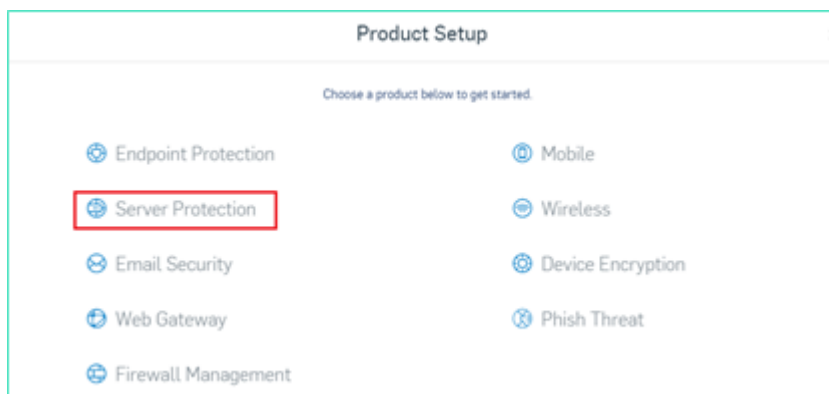 Product Setup
Choose a product below to get started.
Endpoint Protection
Mobile
Server Protection
Wireless
Email Security
Device Encryption
Web Gateway
Phish Threat
Firewall Management